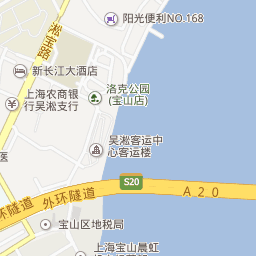 阳光便利NO.168
淞宝路
新长江大酒店
洛克公园
(宝山店)
上海农商银
行吴淞支行
吴淞客运中
心客运楼
医
S20
A20
外环隧道
环隧道
宝山区地税局
上海宝山晨虹